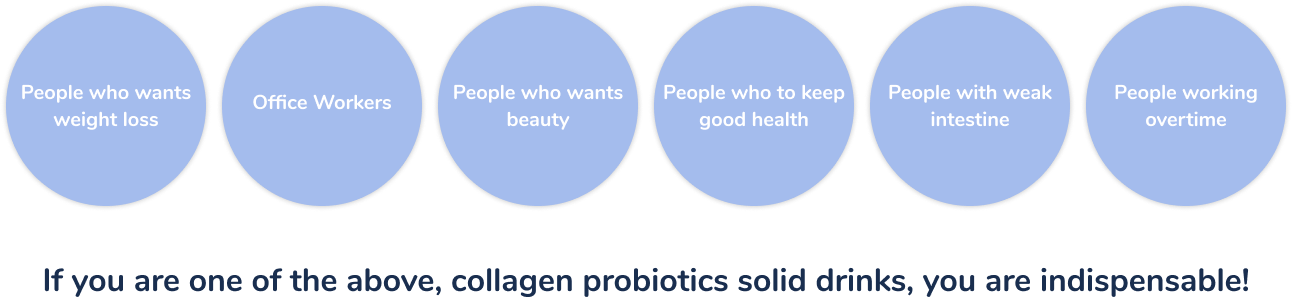 People who wants
weight loss
Office Workers
People who wants
beauty
People who to keep
good health
People with weak
intestine
People working
overtime
If you are one of the above, collagen probiotics solid drinks, you are indispensable!